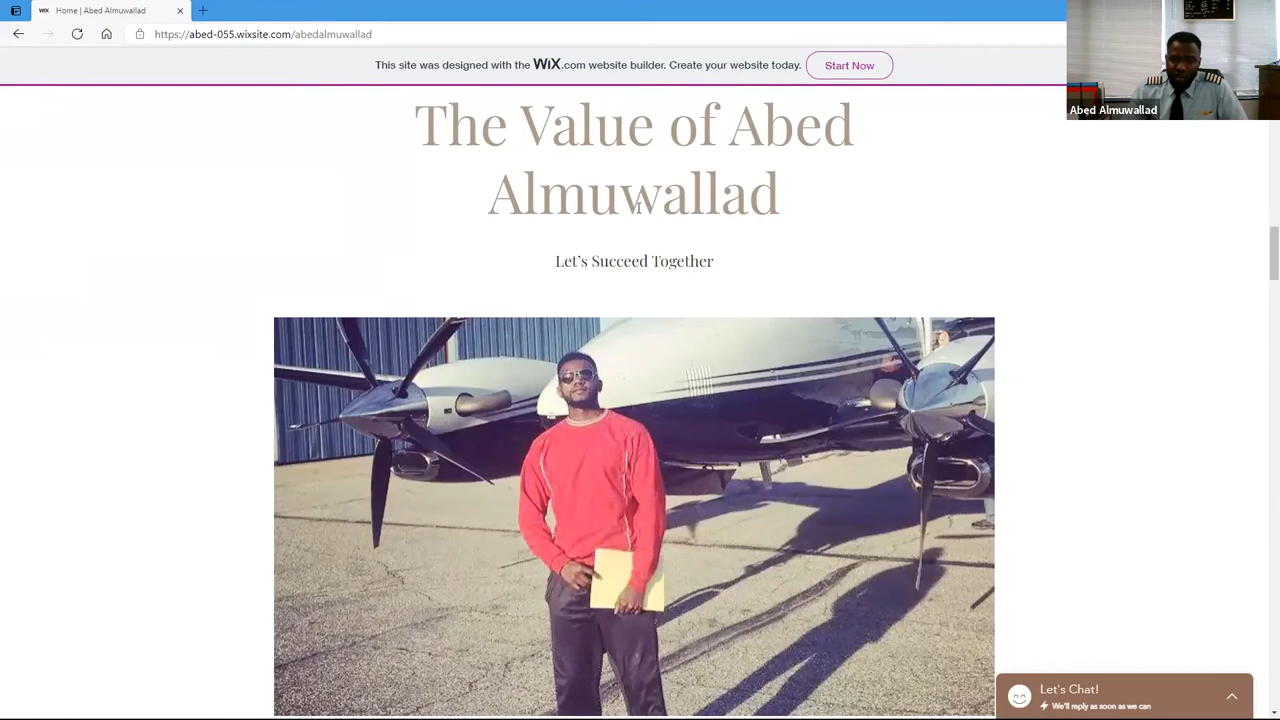 WiX Home | Abed Almuwallad
https://abed-055.wixsite.com/abedalmuwallad
This site was designed with the WiX.com website builder. Create your website today. Start Now
Abed Almuwallad
The Value of Abed
Almuwallad
Let's Succeed Together
Let's Chat!
We'll reply as soon as we can